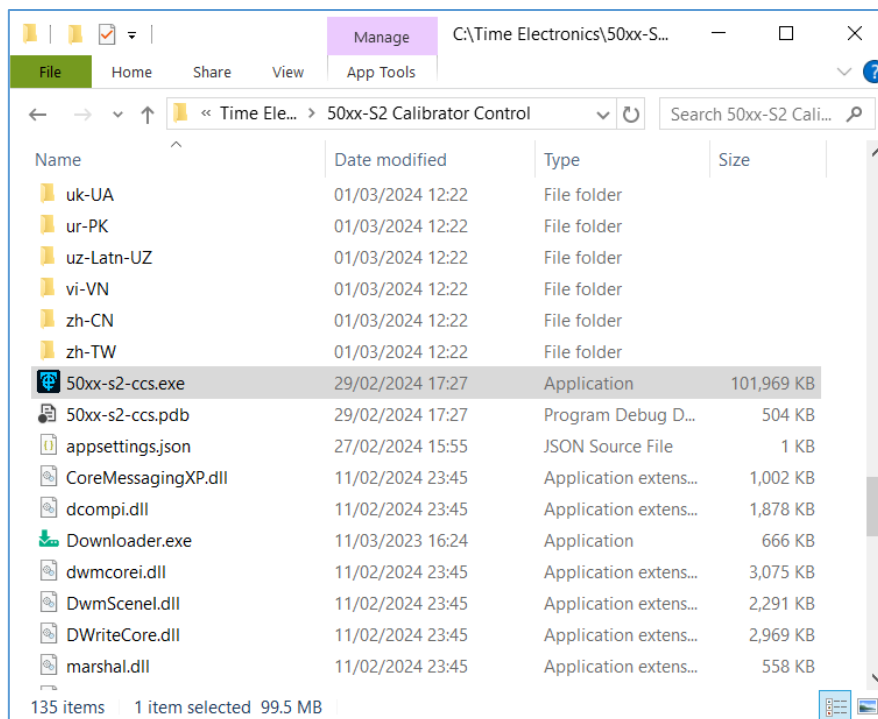 Manage C:\Time Electronics\50xx-S...
File Home Share View App Tools ?
« Time Ele... > 50xx-S2 Calibrator Control Search 50xx-S2 Cali...
Name Date modified Type Size
uk-UA 01/03/2024 12:22 File folder
ur-PK 01/03/2024 12:22 File folder
uz-Latn-UZ 01/03/2024 12:22 File folder
vi-VN 01/03/2024 12:22 File folder
zh-CN 01/03/2024 12:22 File folder
zh-TW 01/03/2024 12:22 File folder
50xx-s2-ccs.exe 29/02/2024 17:27 Application 101,969 KB
50xx-s2-ccs.pdb 29/02/2024 17:27 Program Debug D... 504 KB
appsettings.json 27/02/2024 15:55 JSON Source File 1 KB
CoreMessagingXP.dll 11/02/2024 23:45 Application extens... 1,002 KB
dcompi.dll 11/02/2024 23:45 Application extens... 1,878 KB
Downloader.exe 11/03/2023 16:24 Application 666 KB
dwmcorei.dll 11/02/2024 23:45 Application extens... 3,075 KB
DwmSceneI.dll 11/02/2024 23:45 Application extens... 2,291 KB
DWriteCore.dll 11/02/2024 23:45 Application extens... 2,969 KB
marshal.dll 11/02/2024 23:45 Application extens... 558 KB
135 items 1 item selected 99.5 MB